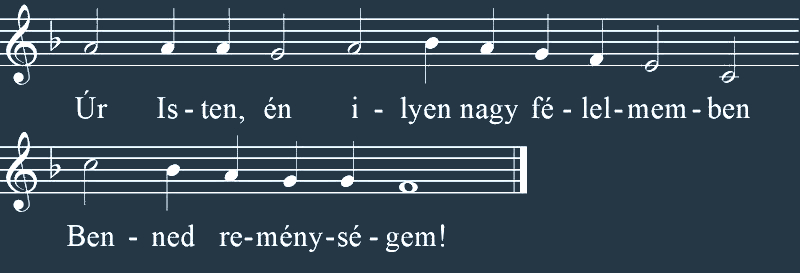 Úr Is - ten, én i - lyen nagy fé - lel - mem - ben
Ben - ned re - mény - sé - gem!